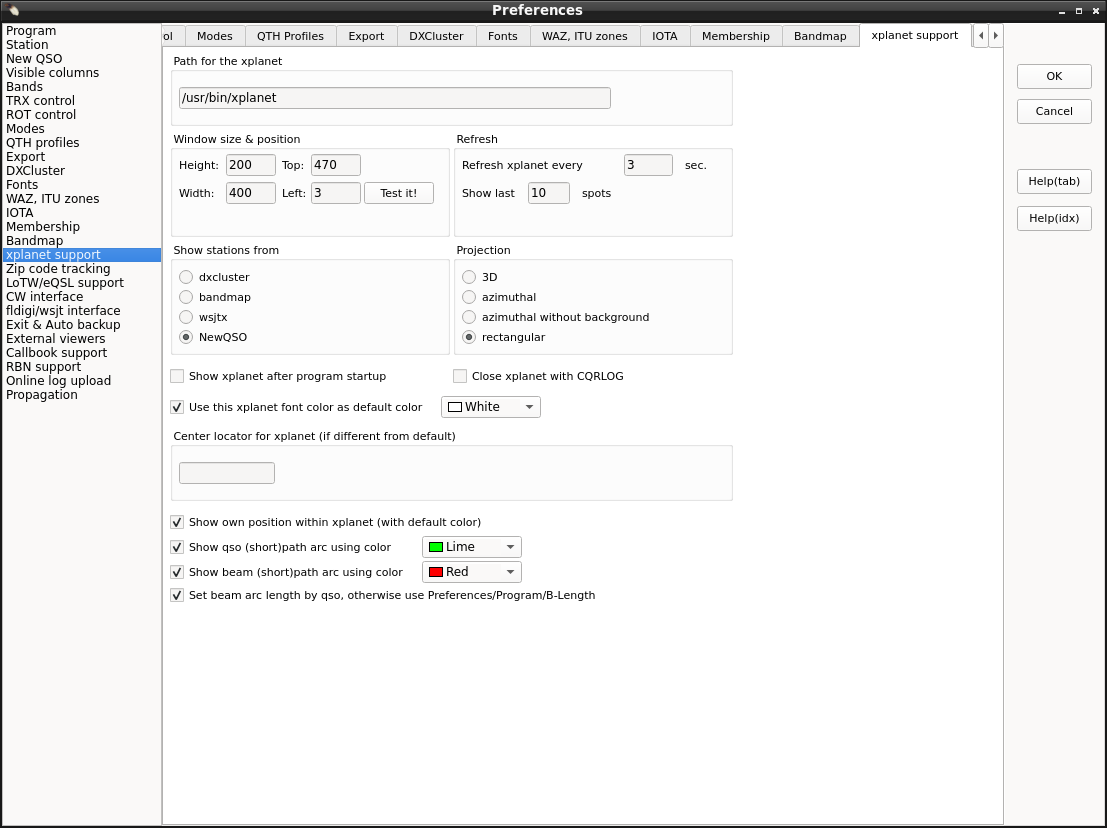 Preferences
Program
Station
New QSO
Visible columns
Bands
TRX control
ROT control
Modes
QTH profiles
Export
DXCluster
Fonts
WAZ, ITU zones
IOTA
Membership
Bandmap
xplanet support
Zip code tracking
LoTW/eQSL support
CW interface
fldigi/wsjt interface
Exit & Auto backup
External viewers
Callbook support
RBN support
Online log upload
Propagation
ol Modes QTH Profiles Export DXCluster Fonts WAZ, ITU zones IOTA Membership Bandmap xplanet support
Path for the xplanet
/usr/bin/xplanet
Window size & position
Height: 200 Top: 470
Width: 400 Left: 3 Test it!
Refresh
Refresh xplanet every 3 sec.
Show last 10 spots
Show stations from
dxcluster
bandmap
wsjtx
NewQSO
Projection
3D
azimuthal
azimuthal without background
rectangular
Show xplanet after program startup Close xplanet with CQRLOG
Use this xplanet font color as default color White
Center locator for xplanet (if different from default)
Show own position within xplanet (with default color)
Show qso (short)path arc using color Lime
Show beam (short)path arc using color Red
Set beam arc length by qso, otherwise use Preferences/Program/B-Length
OK
Cancel
Help(tab)
Help(idx)